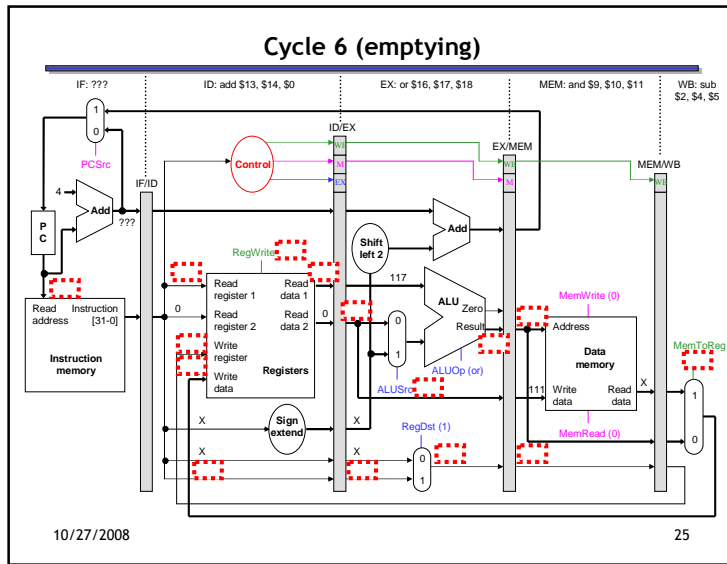 Cycle 6 (emptying)
IF: ???
ID: add $13, $14, $0
EX: or $16, $17, $18
MEM: and $9, $10, $11
WB: sub
$2, $4, $5
1
0
PCSrc
4
Add
P
C
???
IF/ID
Control
ID/EX
WB
M
EX
EX/MEM
WB
M
MEM/WB
WB
Shift
left 2
Add
RegWrite
Read
address
Instruction
[31-0]
Instruction
memory
0
Read
register 1
Read
data 1
Read
register 2
Read
data 2
Write
register
Write
data
Registers
0
117
0
1
ALUSrc
ALU
Zero
Result
ALUOp (or)
MemWrite (0)
Address
Data
memory
Write
data
Read
data
111
X
MemRead (0)
MemToReg
1
0
X
Sign
extend
X
RegDst (1)
X
X
0
1
10/27/2008
25